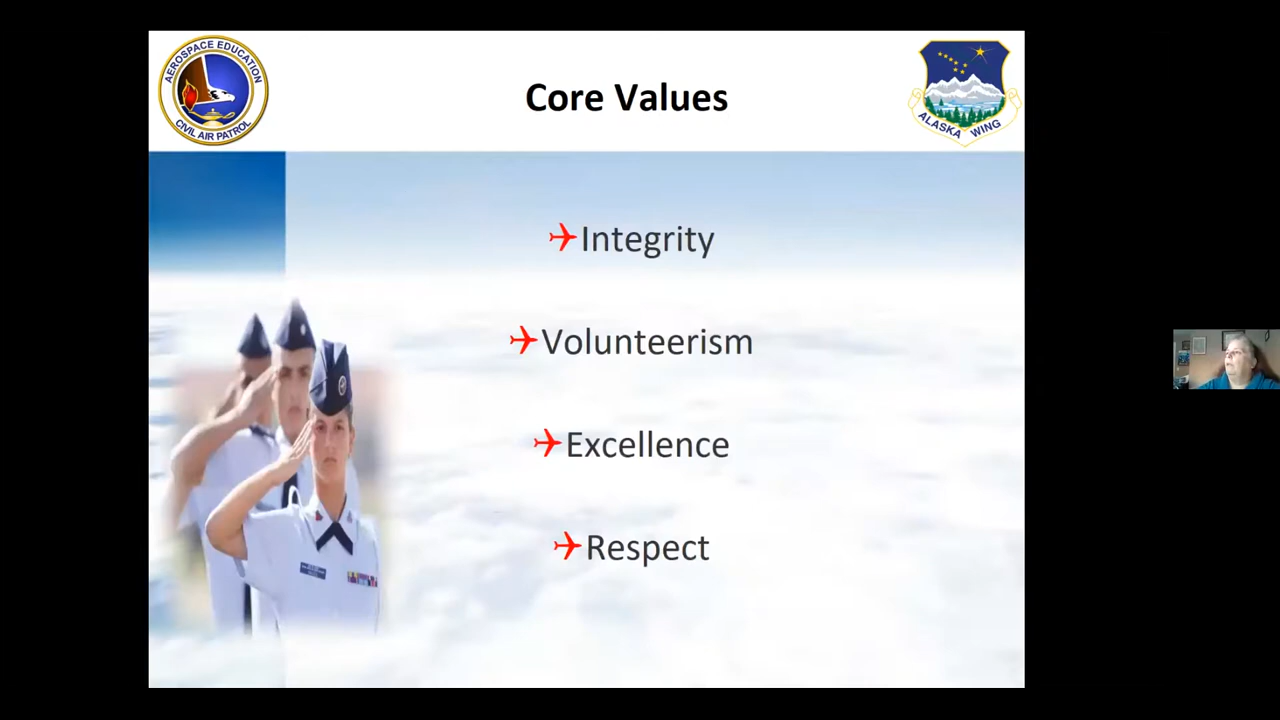 AEROSPACE EDUCATION
CIVIL AIR PATROL
Core Values
ALASKA WING
Integrity
Volunteerism
Excellence
Respect